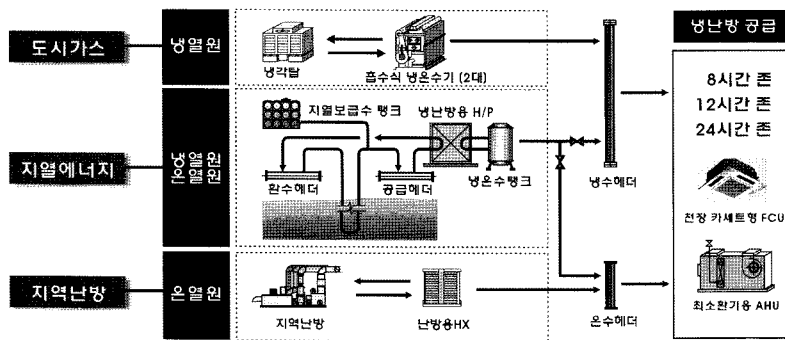 도시가스
냉열원
냉각탑
흡수식 냉온수기 (2대)
지열에너지
냉열원
온열원
지열보급수 탱크
냉난방용 H/P
환수헤더
공급헤더
냉온수탱크
지역난방
온열원
지역난방
난방용HX
냉수헤더
온수헤더
냉난방 공급
8시간 존
12시간 존
24시간 존
천장 카세트형 FCU
최소환기용 AHU